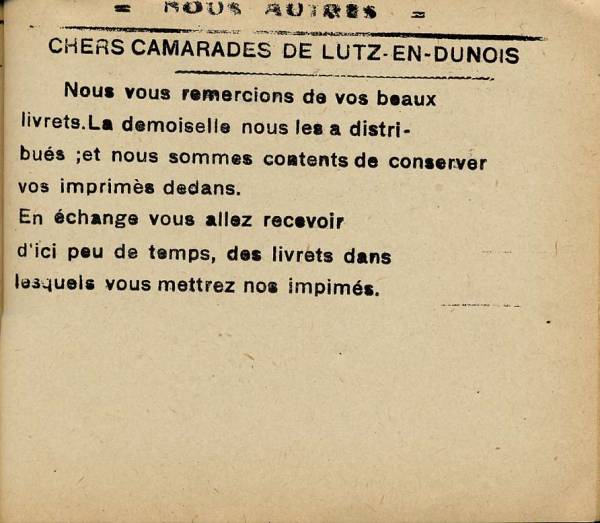 = NOUS AUTRES =
CHERS CAMARADES DE LUTZ-EN-DUNOIS
Nous vous remercions de vos beaux
livrets.La demoiselle nous les a distri-
bués ;et nous sommes contents de conserver
vos imprimès dedans.
En échange vous allez recevoir
d'ici peu de temps, des livrets dans
lesquels vous mettrez nos impimés.